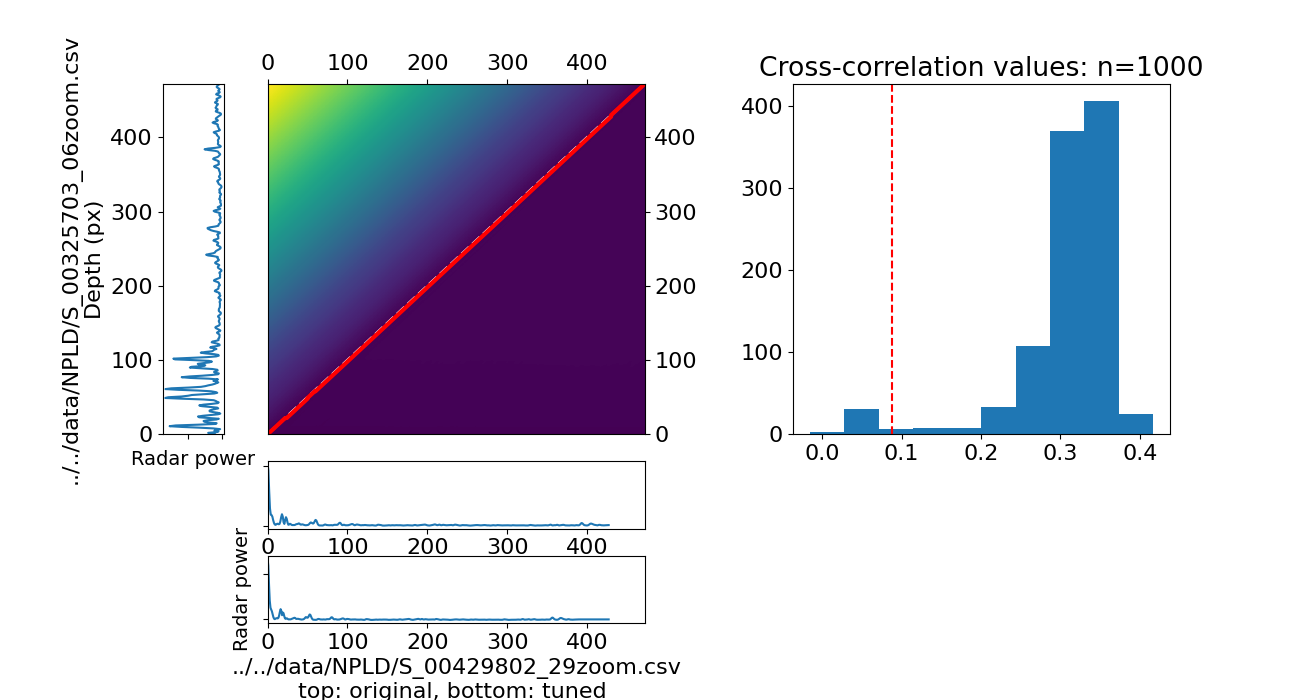 0 100 200 300 400
Cross-correlation values: n=1000
../../data/NPLD/S_00325703_06zoom.csv
Depth (px)
400
300
200
100
0
400
300
200
100
0
400
300
200
100
0
0.0 0.1 0.2 0.3 0.4
Radar power
0 100 200 300 400
Radar power
0 100 200 300 400
../../data/NPLD/S_00429802_29zoom.csv
top: original, bottom: tuned